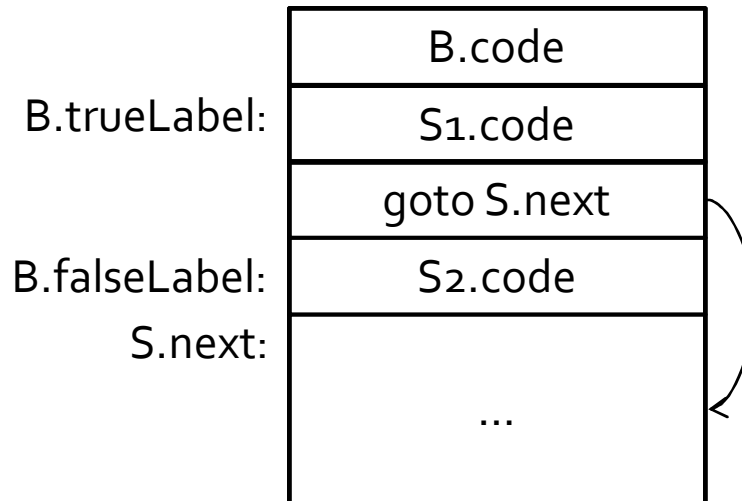 B.code
B.trueLabel: S1.code
goto S.next
B.falseLabel: S2.code
S.next:
...